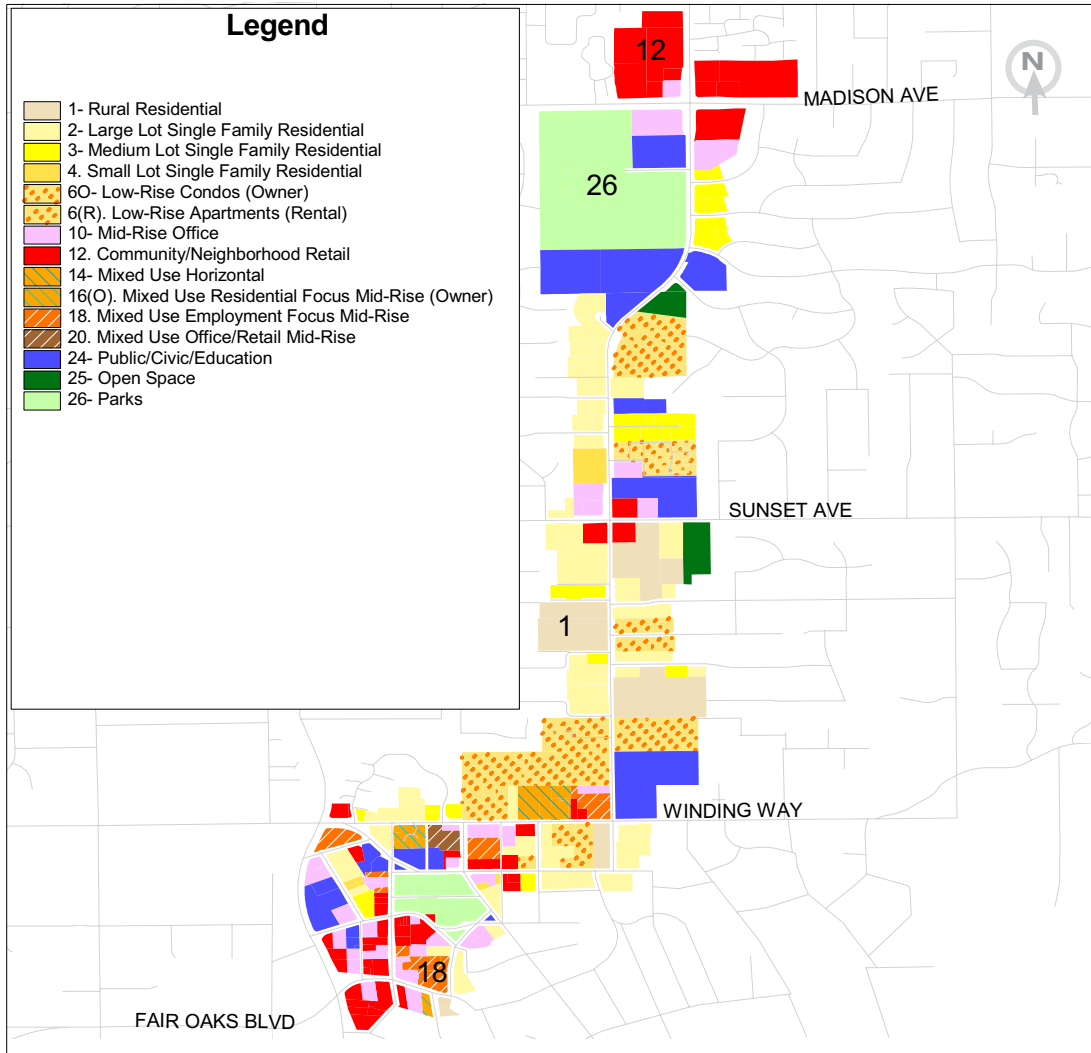 Legend
1- Rural Residential
2- Large Lot Single Family Residential
3- Medium Lot Single Family Residential
4. Small Lot Single Family Residential
6O- Low-Rise Condos (Owner)
6(R). Low-Rise Apartments (Rental)
10- Mid-Rise Office
12. Community/Neighborhood Retail
14- Mixed Use Horizontal
16(O). Mixed Use Residential Focus Mid-Rise (Owner)
18. Mixed Use Employment Focus Mid-Rise
20. Mixed Use Office/Retail Mid-Rise
24- Public/Civic/Education
25- Open Space
26- Parks
12
N
MADISON AVE
26
SUNSET AVE
1
WINDING WAY
18
FAIR OAKS BLVD